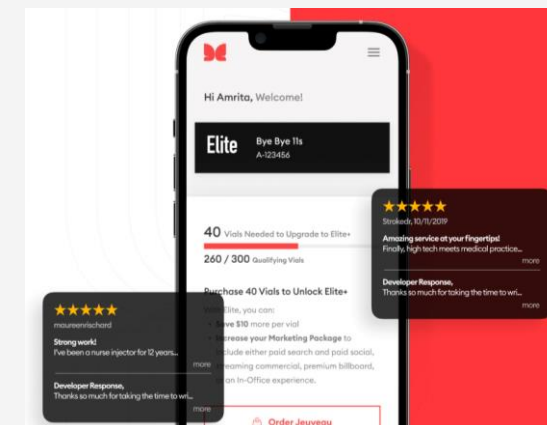 Hi Amrita, Welcome!
Elite
Bye Bye 11s
A-123456
40 Vials Needed to Upgrade to Elite+
260 / 300 Qualifying Vials
Purchase 40 Vials to Unlock Elite+
With Elite, you can:
• Save $10 more per vial
• Increase your Marketing Package to
include either paid search and paid social,
streaming commercial, premium billboard,
or an In-Office experience.
Order Jeuveau
Strokedr, 10/11/2019
Amazing service at your fingertips!
Finally, high tech meets medical practice...
more
Developer Response,
Thanks so much for taking the time to wri...
more
maureenrischard
Strong work!
I've been a nurse injector for 12 years...
more
Developer Response,
Thanks so much for taking the time to wri...
more